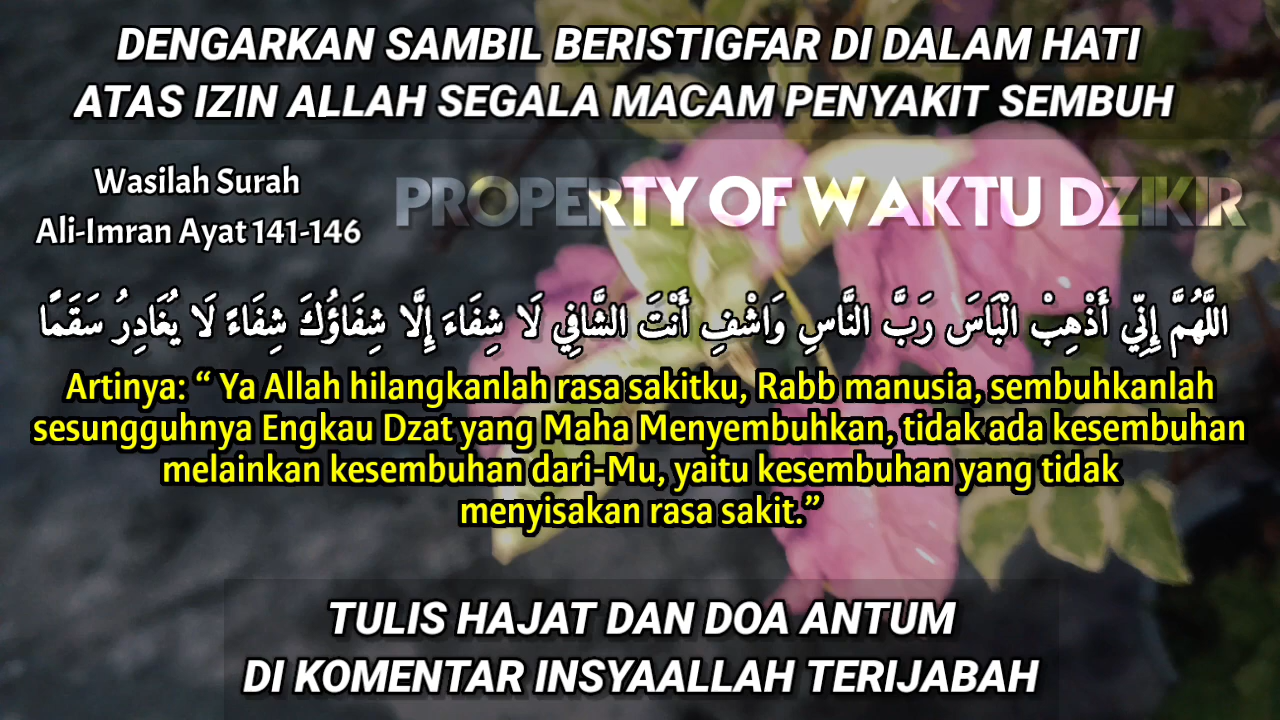 DENGARKAN SAMBIL BERISTIGFAR DI DALAM HATI
ATAS IZIN ALLAH SEGALA MACAM PENYAKIT SEMBUH
Wasilah Surah
Ali-Imran Ayat 141-146
PROPERTY OF WAKTU DZIKIR
اللَّهُمَّ إِنِّي أَذْهِبْ الْبَاسَ رَبَّ النَّاسِ وَاشْفِ أَنْتَ الشَّافِي لَا شِفَاءَ إِلَّا شِفَاؤُكَ شِفَاءً لَا يُغَادِرُ سَقَمًا
Artinya: “ Ya Allah hilangkanlah rasa sakitku, Rabb manusia, sembuhkanlah
sesungguhnya Engkau Dzat yang Maha Menyembuhkan, tidak ada kesembuhan
melainkan kesembuhan dari-Mu, yaitu kesembuhan yang tidak
menyisakan rasa sakit.”
TULIS HAJAT DAN DOA ANTUM
DI KOMENTAR INSYAALLAH TERIJABAH